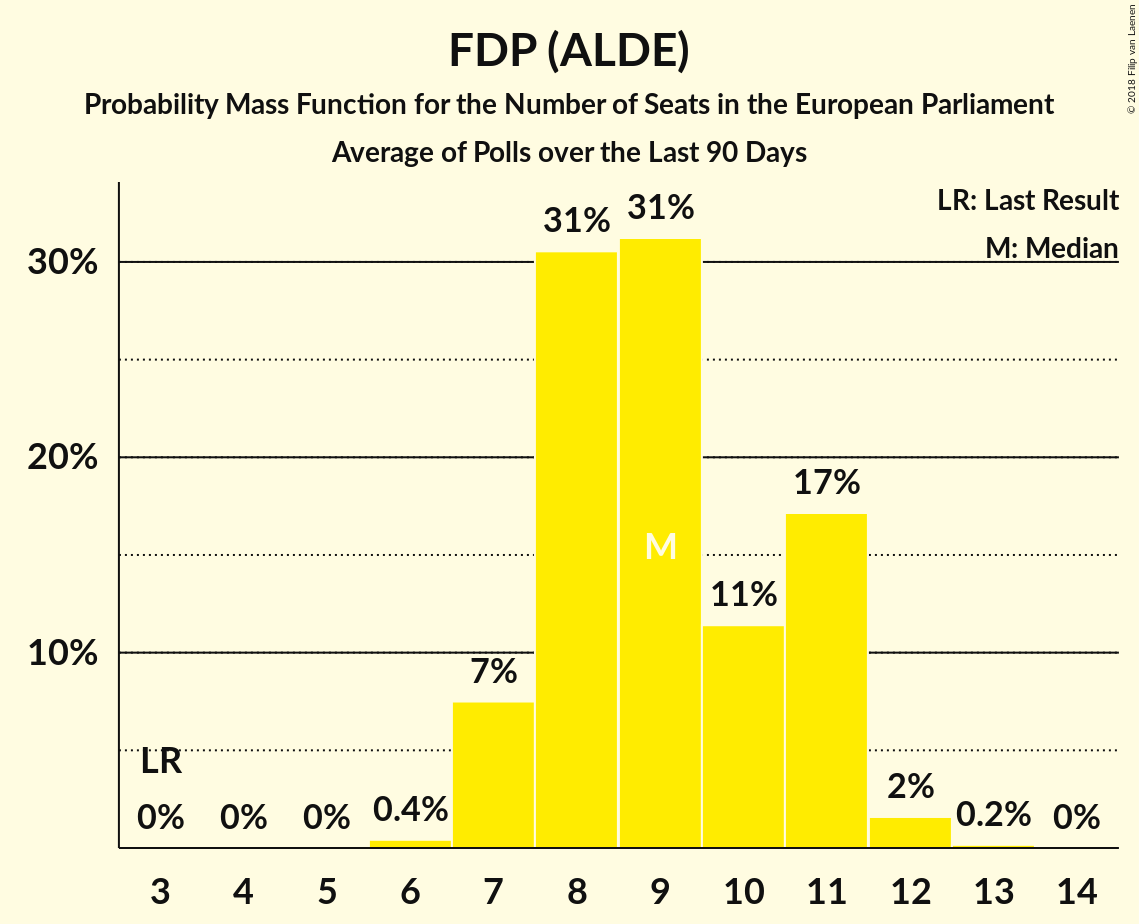 FDP (ALDE)
Probability Mass Function for the Number of Seats in the European Parliament
Average of Polls over the Last 90 Days
© 2018 Filip van Laenen
LR: Last Result
M: Median
30%
20%
10%
LR
0%
0%
0%
0.4%
7%
31%
31%
M
11%
17%
2%
0.2%
0%
3 4 5 6 7 8 9 10 11 12 13 14